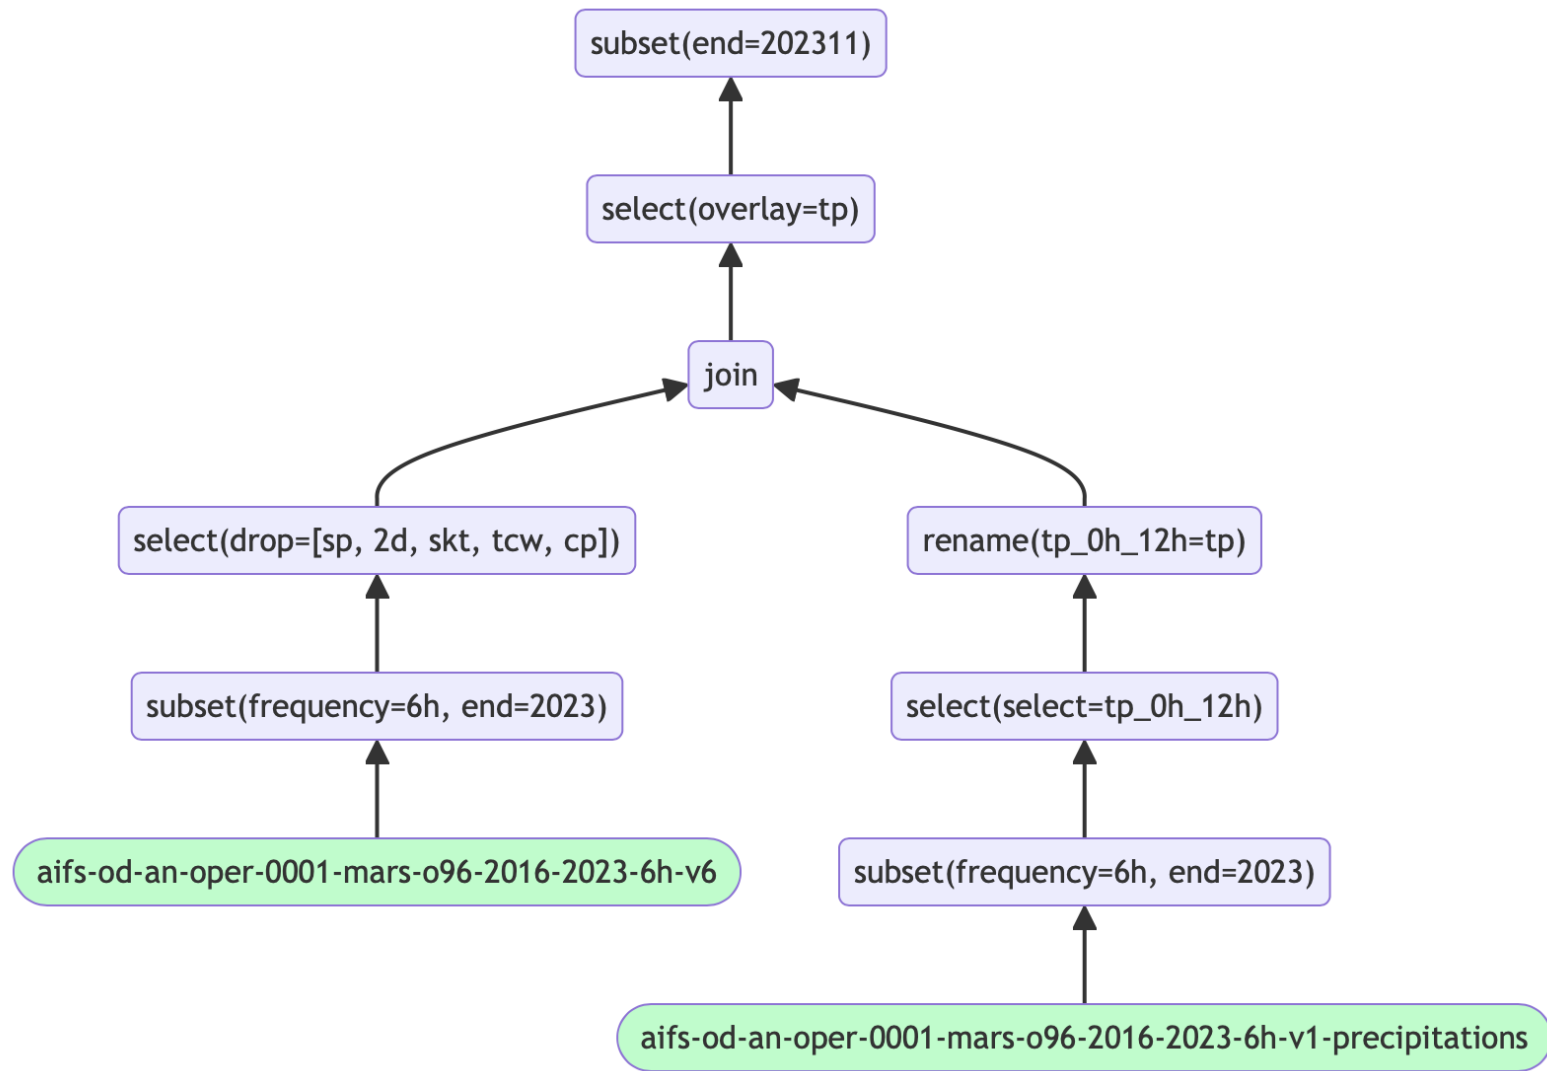 subset(end=202311)
select(overlay=tp)
join
select(drop=[sp, 2d, skt, tcw, cp])
rename(tp_0h_12h=tp)
subset(frequency=6h, end=2023)
select(select=tp_0h_12h)
aifs-od-an-oper-0001-mars-o96-2016-2023-6h-v6
subset(frequency=6h, end=2023)
aifs-od-an-oper-0001-mars-o96-2016-2023-6h-v1-precipitations